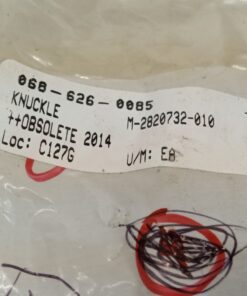 068-626-0085
KNUCKLE M-2820732-010
++OBSOLETE 2014
Loc: C127G U/M: EA